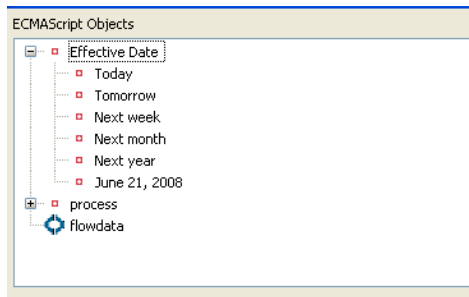 ECMAScript Objects
Effective Date
Today
Tomorrow
Next week
Next month
Next year
June 21, 2008
process
flowdata